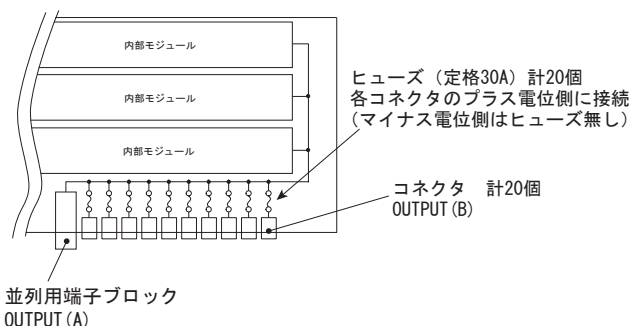 内部モジュール
内部モジュール
内部モジュール
ヒューズ（定格30A）計20個
各コネクタのプラス電位側に接続
（マイナス電位側はヒューズ無し）
コネクタ　計20個
OUTPUT(B)
並列用端子ブロック
OUTPUT(A)